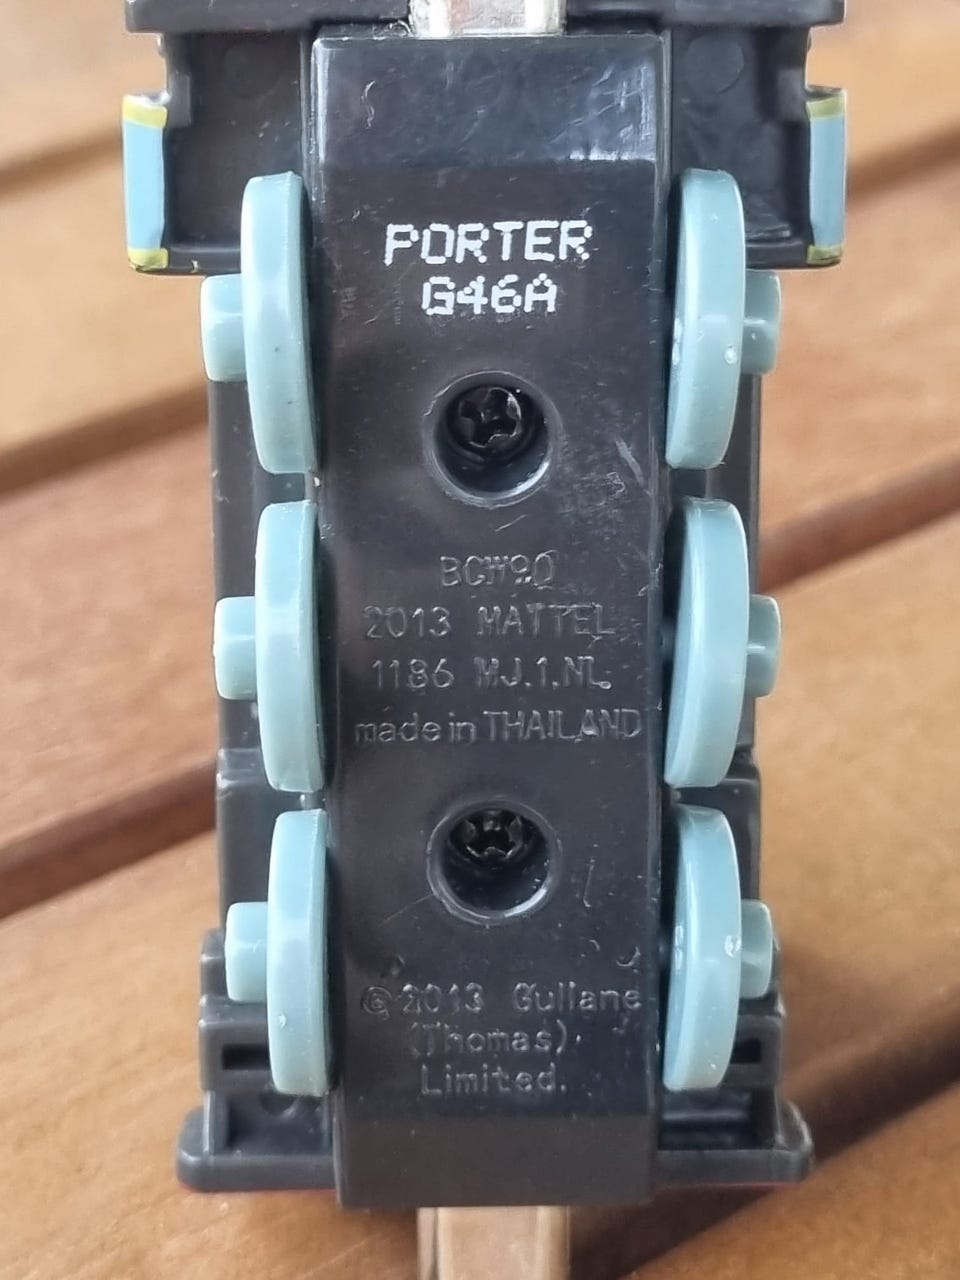 PORTER
G46A
BCW90
2013 MATTEL
1186 MJ.1.NL
made in THAILAND
©2013 Gullane
(Thomas)
Limited.